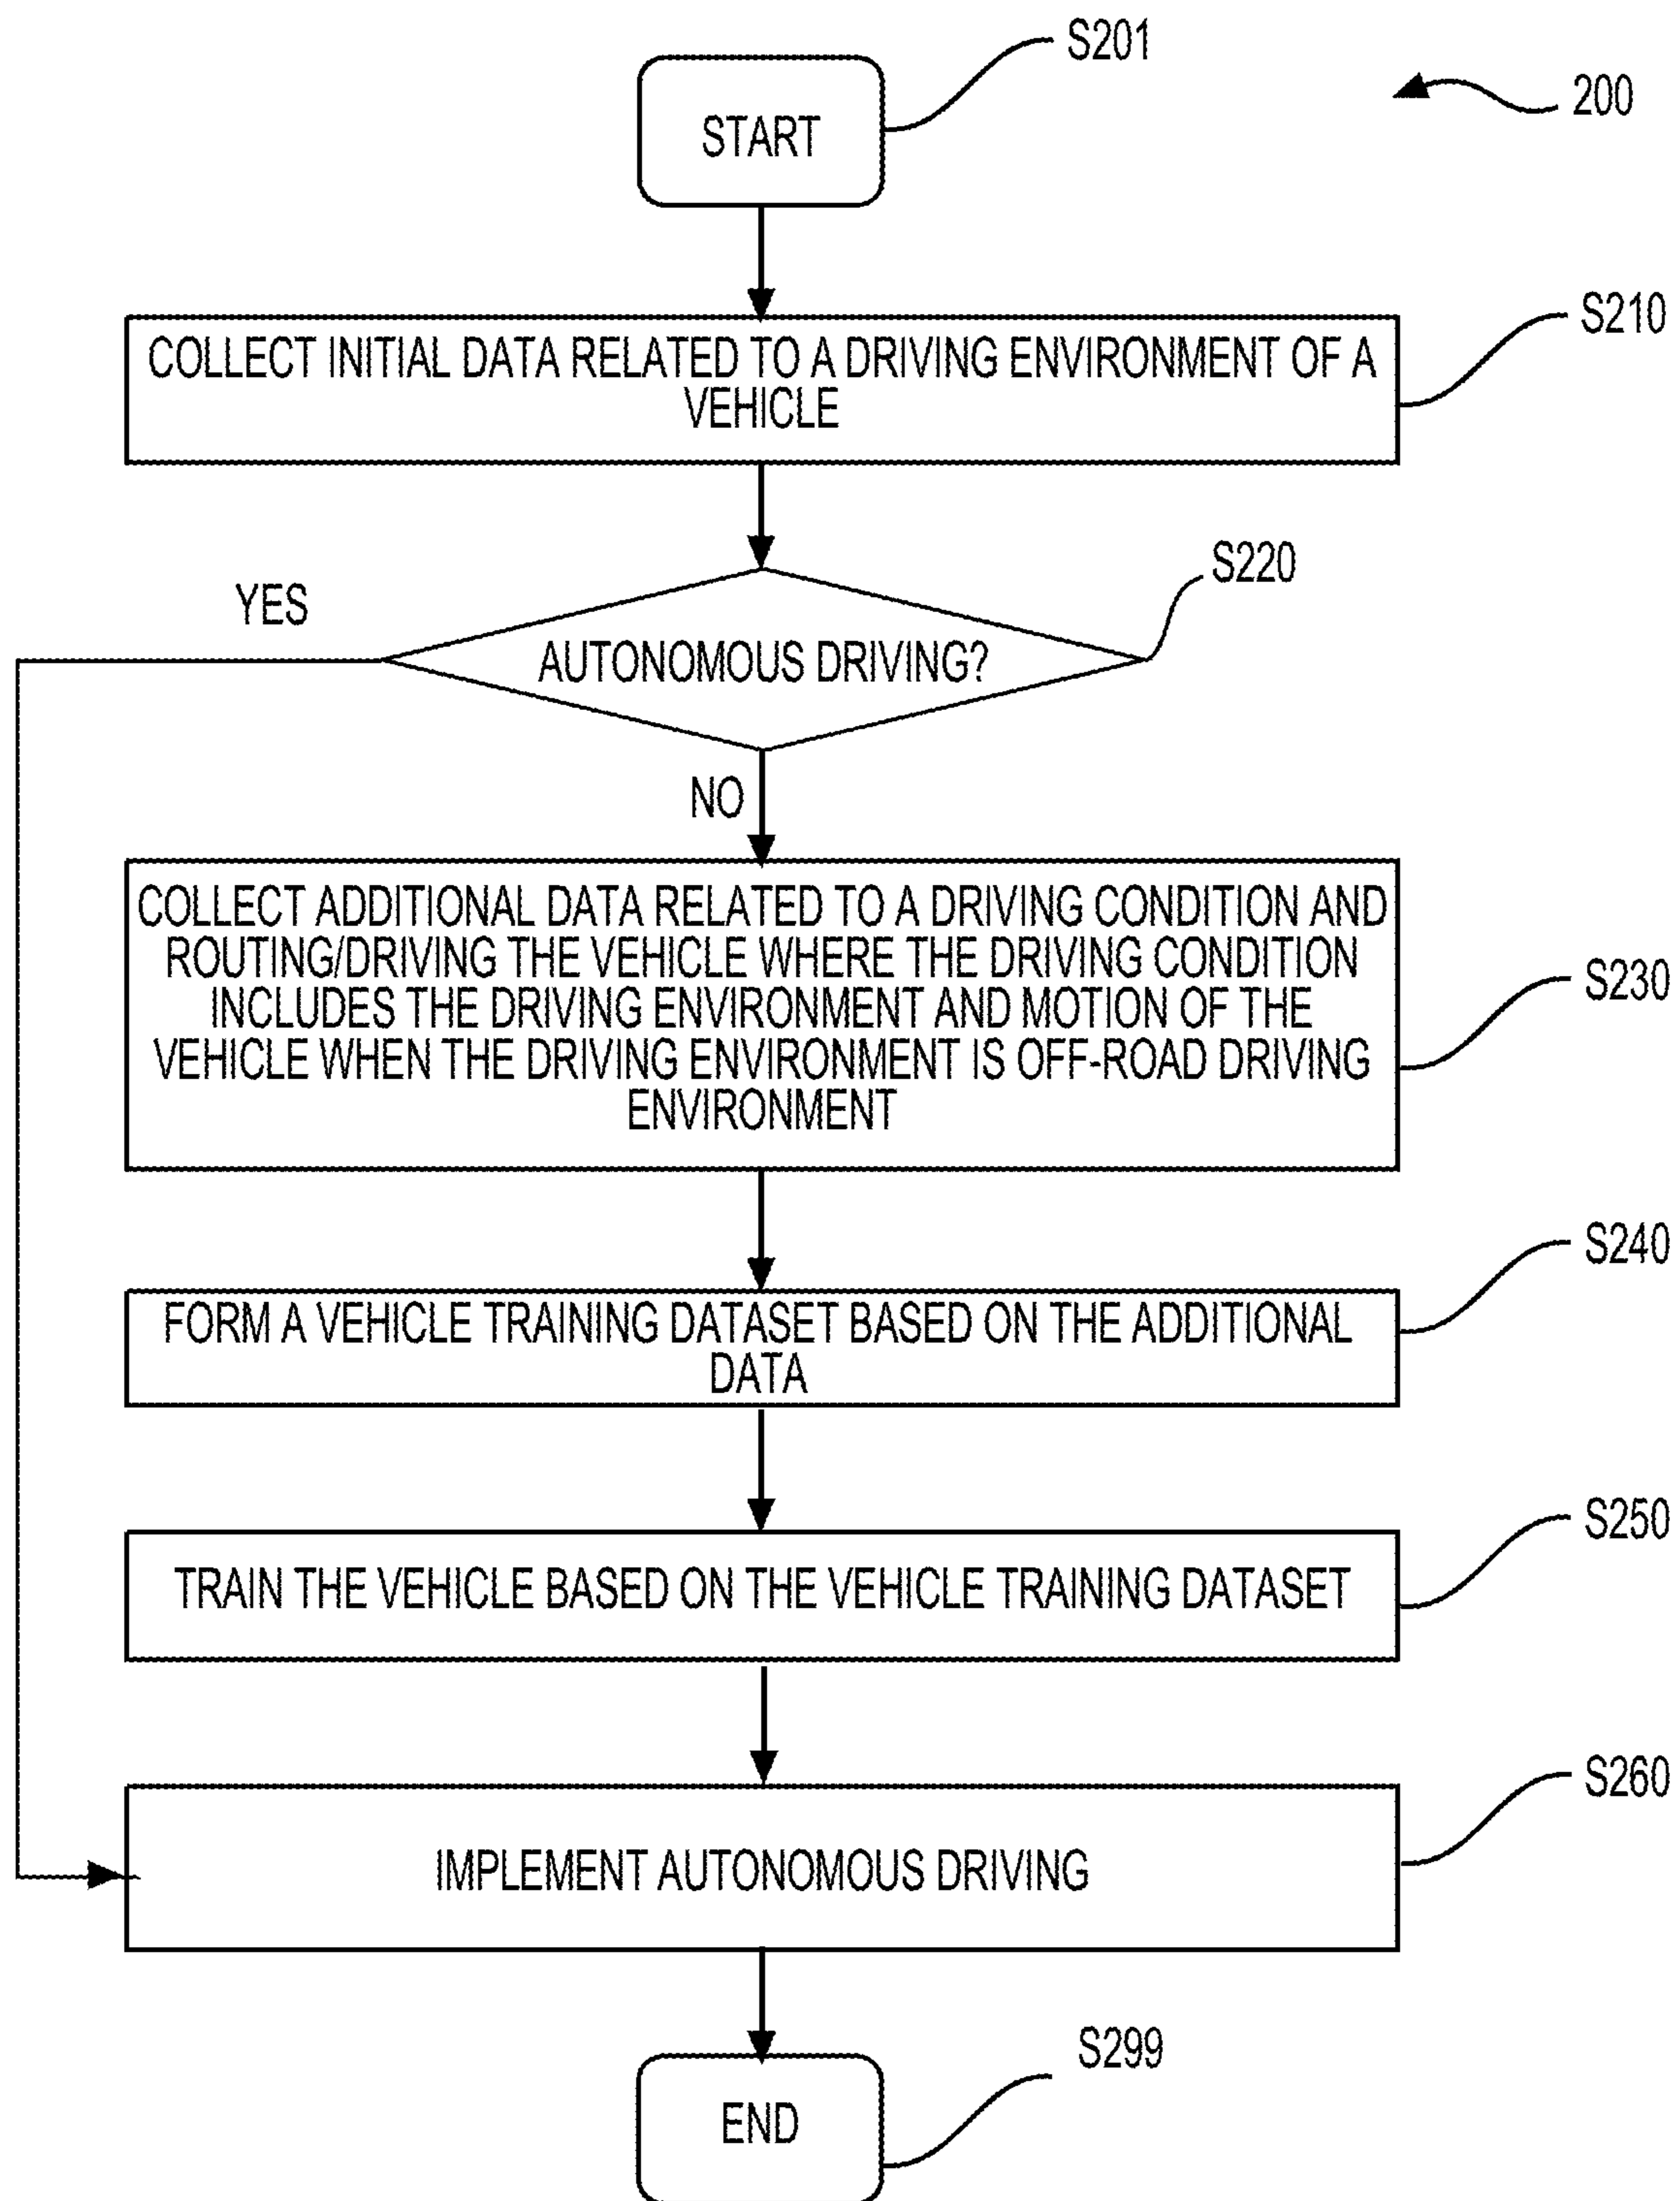 S201
200
START
S210
COLLECT INITIAL DATA RELATED TO A DRIVING ENVIRONMENT OF A
VEHICLE
S220
YES
AUTONOMOUS DRIVING?
NO
COLLECT ADDITIONAL DATA RELATED TO A DRIVING CONDITION AND
ROUTING/DRIVING THE VEHICLE WHERE THE DRIVING CONDITION
INCLUDES THE DRIVING ENVIRONMENT AND MOTION OF THE
VEHICLE WHEN THE DRIVING ENVIRONMENT IS OFF-ROAD DRIVING
ENVIRONMENT
S230
S240
FORM A VEHICLE TRAINING DATASET BASED ON THE ADDITIONAL
DATA
S250
TRAIN THE VEHICLE BASED ON THE VEHICLE TRAINING DATASET
S260
IMPLEMENT AUTONOMOUS DRIVING
S299
END